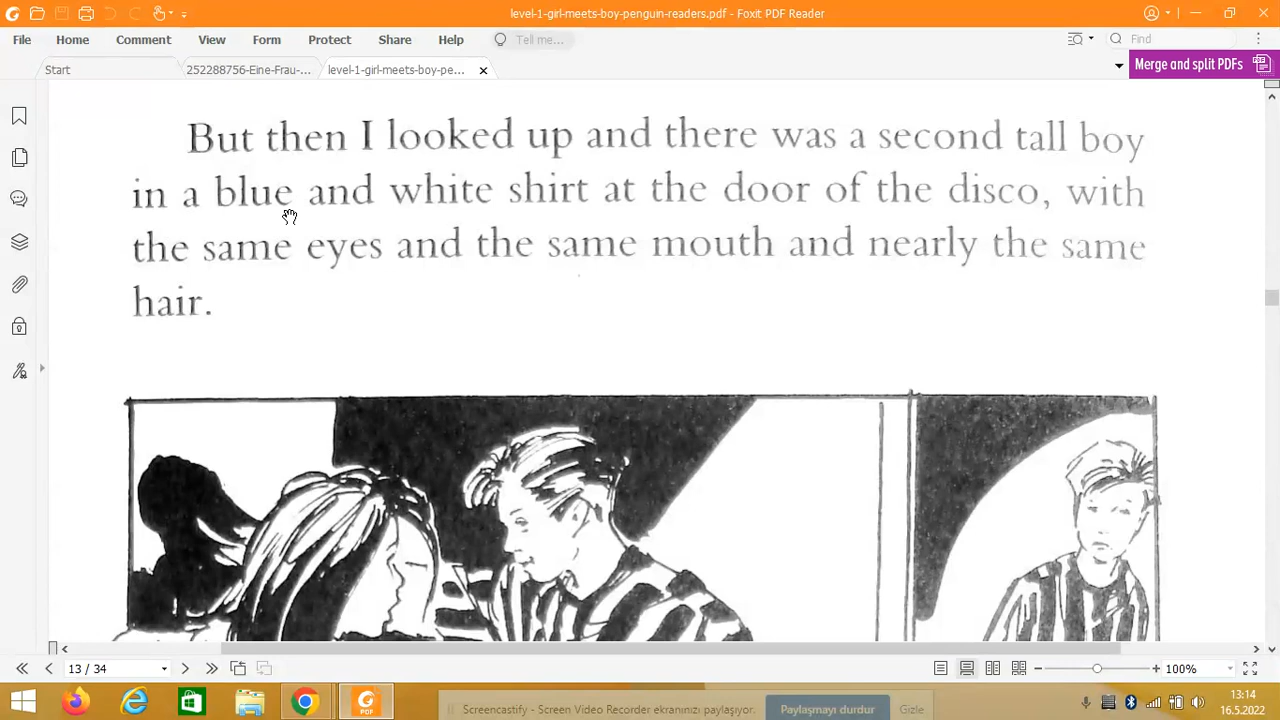 level-1-girl-meets-boy-penguin-readers.pdf - Foxit PDF Reader
File Home Comment View Form Protect Share Help Tell me... Find
Start 252288756-Eine-Frau-... level-1-girl-meets-boy-pe... Merge and split PDFs
But then I looked up and there was a second tall boy
in a blue and white shirt at the door of the disco, with
the same eyes and the same mouth and nearly the same
hair.
13 / 34 100%
Screencastify - Screen Video Recorder ekranınızı paylaşıyor. Paylaşmayı durdur Gizle
13:14
16.5.2022